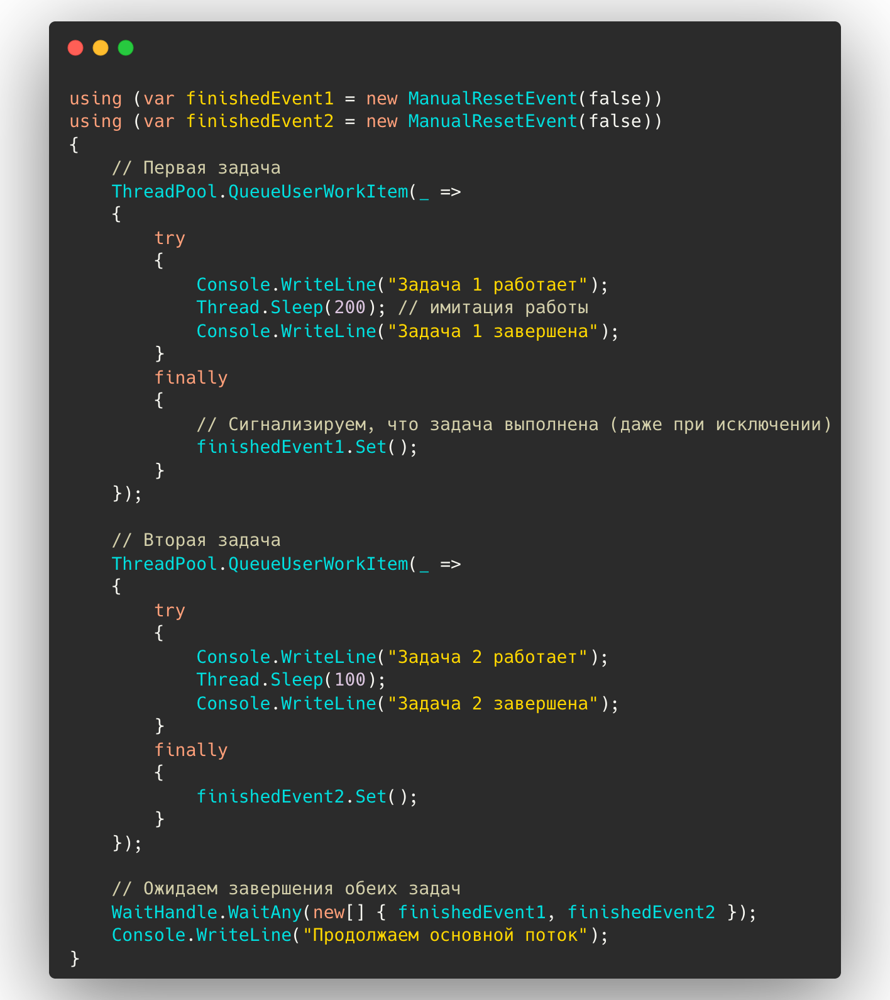 using (var finishedEvent1 = new ManualResetEvent(false))
using (var finishedEvent2 = new ManualResetEvent(false))
{
    // Первая задача
    ThreadPool.QueueUserWorkItem(_ =>
    {
        try
        {
            Console.WriteLine("Задача 1 работает");
            Thread.Sleep(200); // имитация работы
            Console.WriteLine("Задача 1 завершена");
        }
        finally
        {
            // Сигнализируем, что задача выполнена (даже при исключении)
            finishedEvent1.Set();
        }
    });

    // Вторая задача
    ThreadPool.QueueUserWorkItem(_ =>
    {
        try
        {
            Console.WriteLine("Задача 2 работает");
            Thread.Sleep(100);
            Console.WriteLine("Задача 2 завершена");
        }
        finally
        {
            finishedEvent2.Set();
        }
    });

    // Ожидаем завершения обеих задач
    WaitHandle.WaitAny(new[] { finishedEvent1, finishedEvent2 });
    Console.WriteLine("Продолжаем основной поток");
}